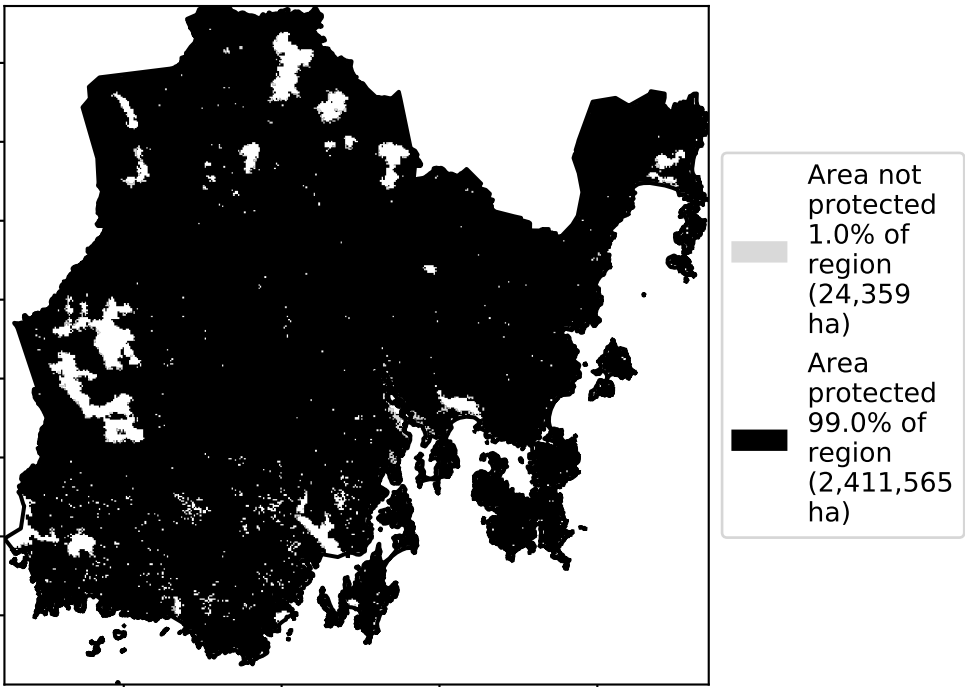 Area not
protected
1.0% of
region
(24,359
ha)
Area
protected
99.0% of
region
(2,411,565
ha)